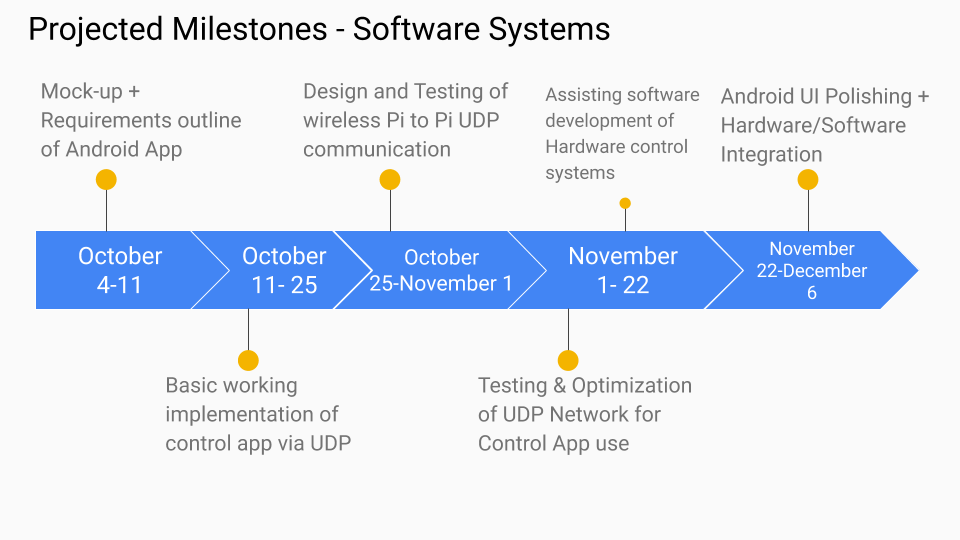 Projected Milestones - Software Systems
Mock-up +
Requirements outline
of Android App
Design and Testing of
wireless Pi to Pi UDP
communication
Assisting software
development of
Hardware control
systems
Android UI Polishing +
Hardware/Software
Integration
October
4-11
October
11- 25
October
25-November 1
November
1- 22
November
22-December
6
Basic working
implementation of
control app via UDP
Testing & Optimization
of UDP Network for
Control App use